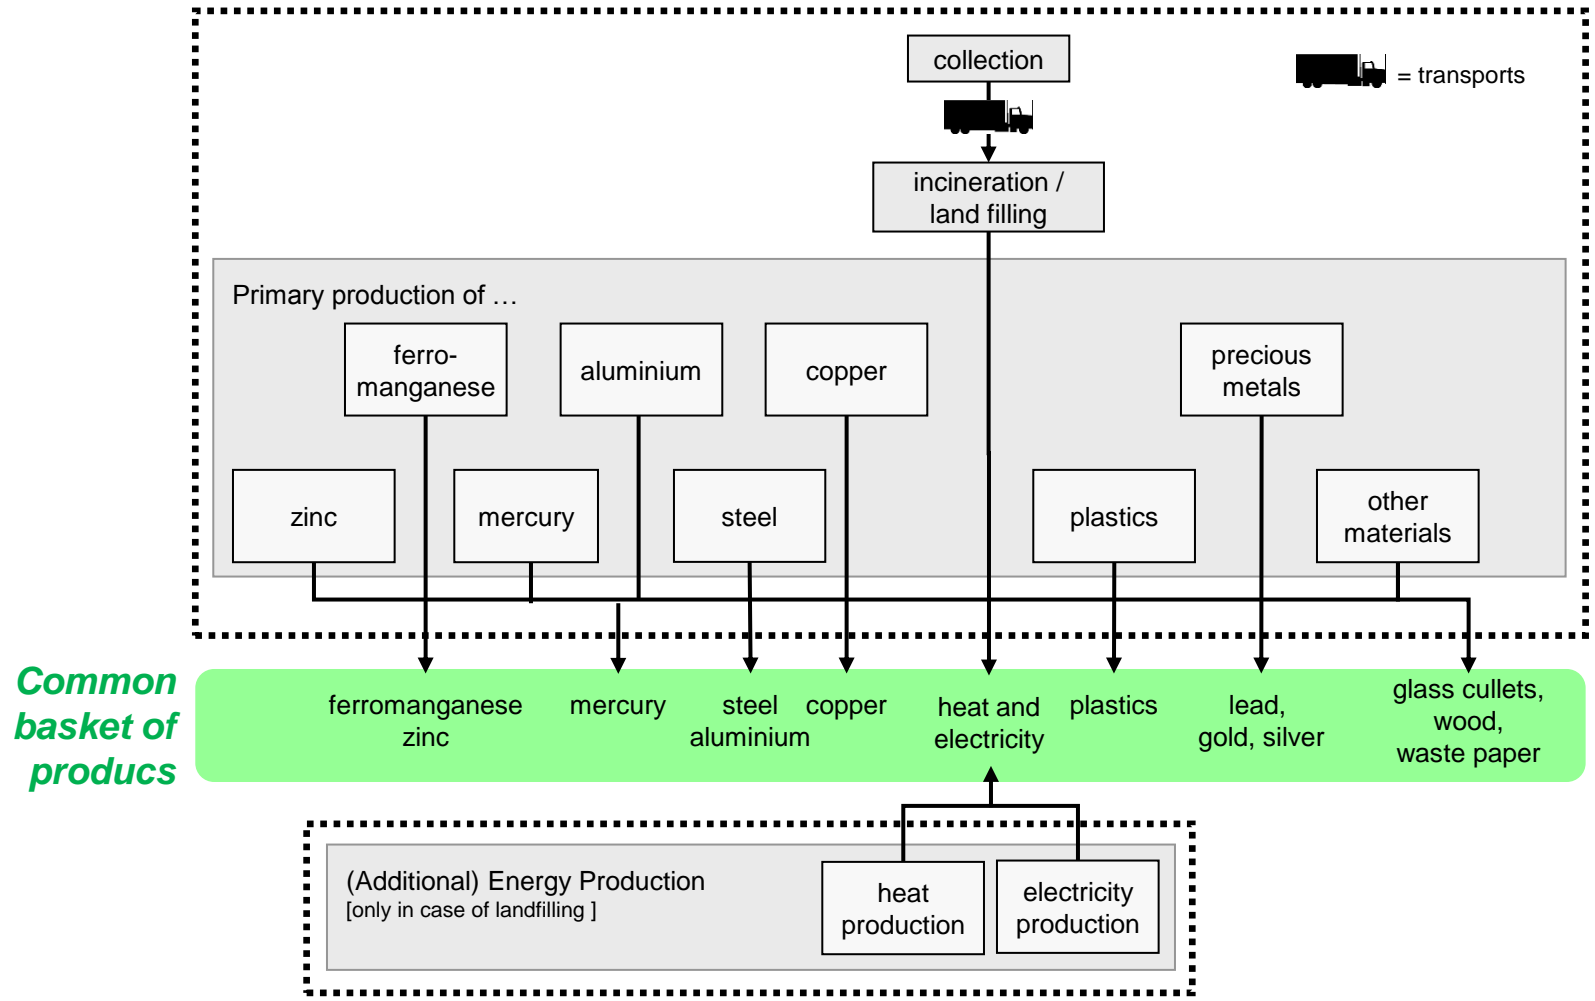 collection
= transports
incineration /
land filling
Primary production of …
ferro-
manganese
aluminium
copper
precious
metals
zinc
mercury
steel
plastics
other
materials
Common
basket of
producs
ferromanganese
zinc
mercury
steel
aluminium
copper
heat and
electricity
plastics
lead,
gold, silver
glass cullets,
wood,
waste paper
(Additional) Energy Production
[only in case of landfilling ]
heat
production
electricity
production